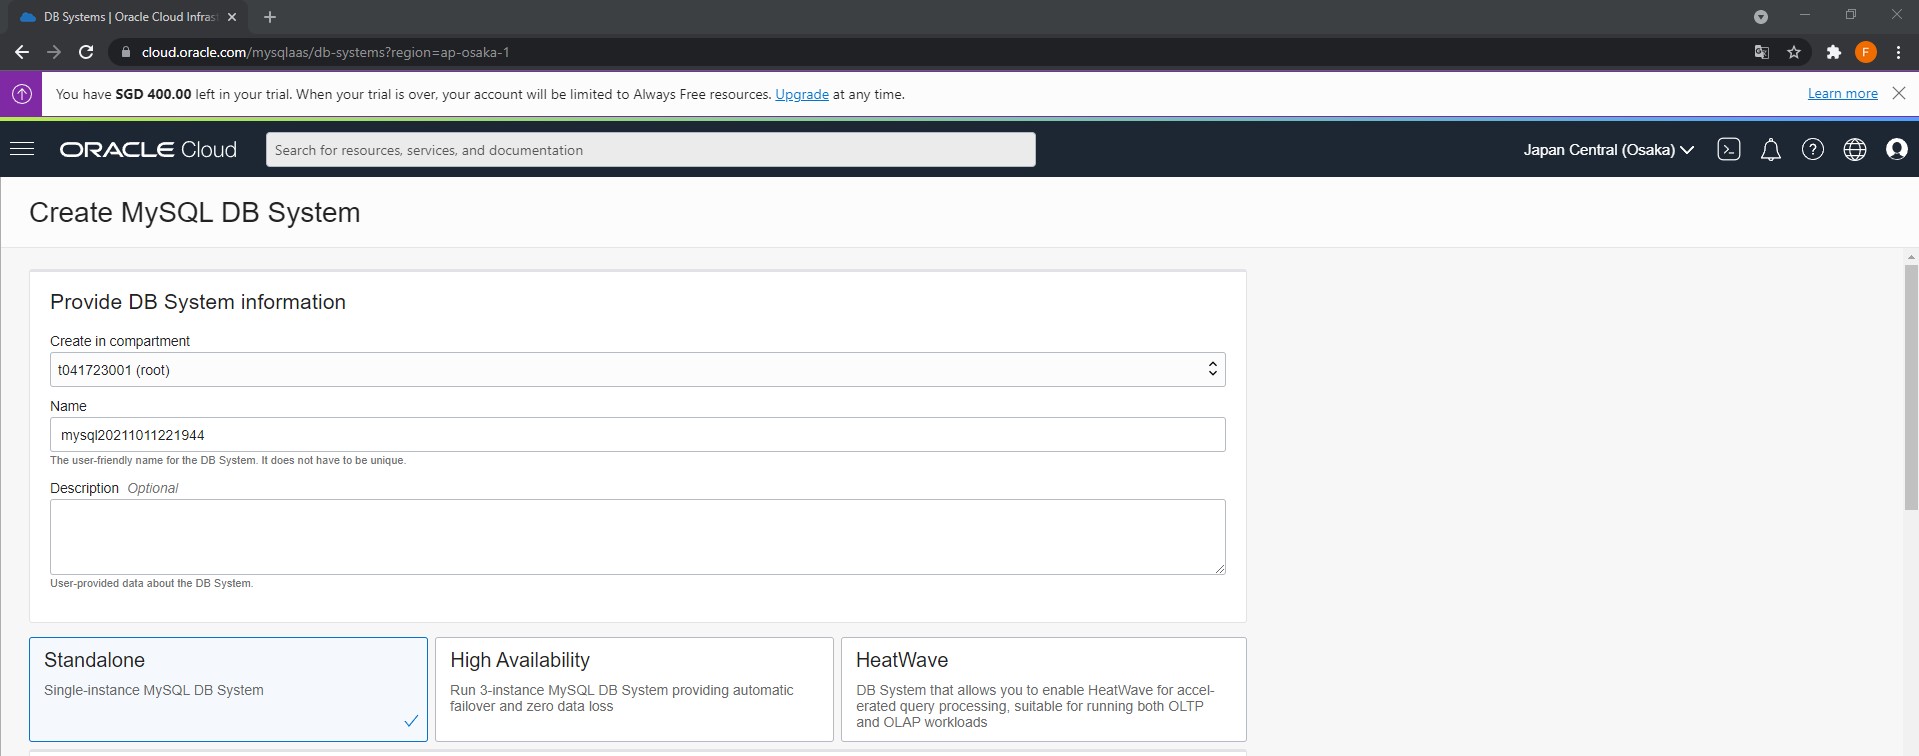 DB Systems | Oracle Cloud Infrast
cloud.oracle.com/mysqlaas/db-systems?region=ap-osaka-1
F
You have SGD 400.00 left in your trial. When your trial is over, your account will be limited to Always Free resources. Upgrade at any time.
Learn more
ORACLE Cloud
Search for resources, services, and documentation
Japan Central (Osaka)
Create MySQL DB System
Provide DB System information
Create in compartment
t041723001 (root)
Name
mysql20211011221944
The user-friendly name for the DB System. It does not have to be unique.
Description Optional
User-provided data about the DB System.
Standalone
Single-instance MySQL DB System
High Availability
Run 3-instance MySQL DB System providing automatic
failover and zero data loss
HeatWave
DB System that allows you to enable HeatWave for accel-
erated query processing, suitable for running both OLTP
and OLAP workloads